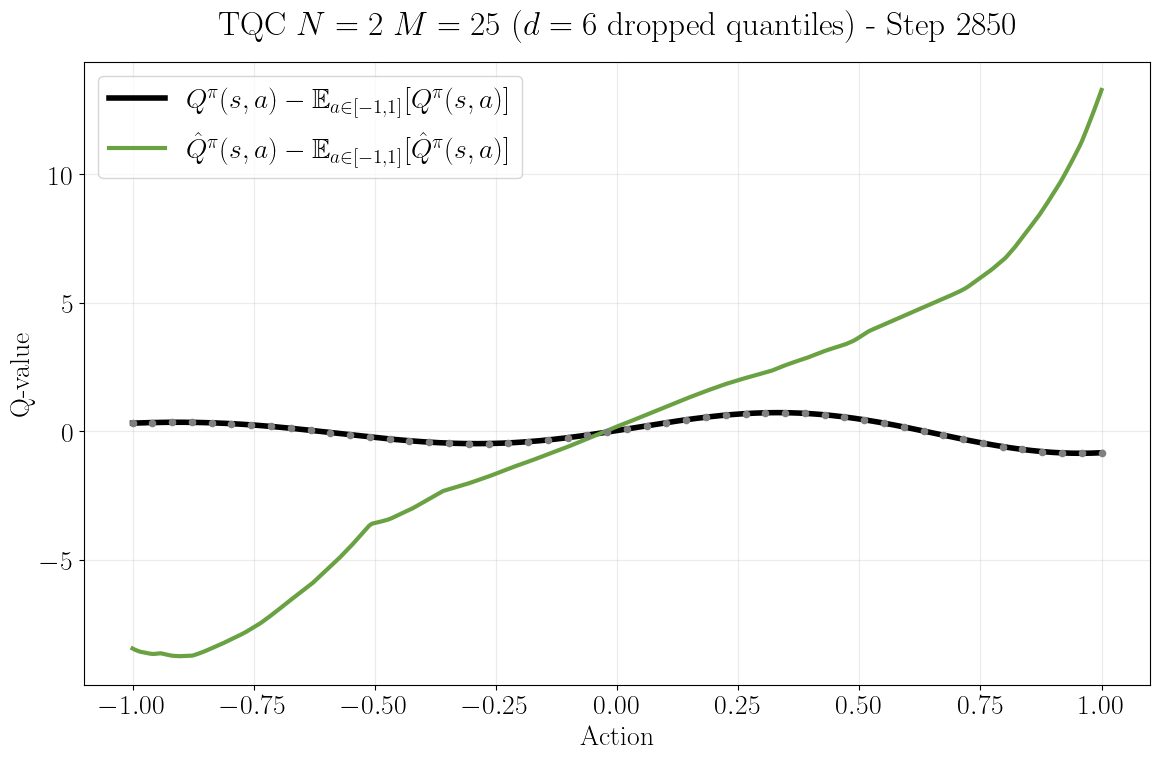 TQC N = 2 M = 25 (d = 6 dropped quantiles) - Step 2850
Q^π(s, a) − 𝔼_{a∈[−1,1]}[Q^π(s, a)]
Q̂^π(s, a) − 𝔼_{a∈[−1,1]}[Q̂^π(s, a)]
10
5
0
−5
Q-value
−1.00 −0.75 −0.50 −0.25 0.00 0.25 0.50 0.75 1.00
Action